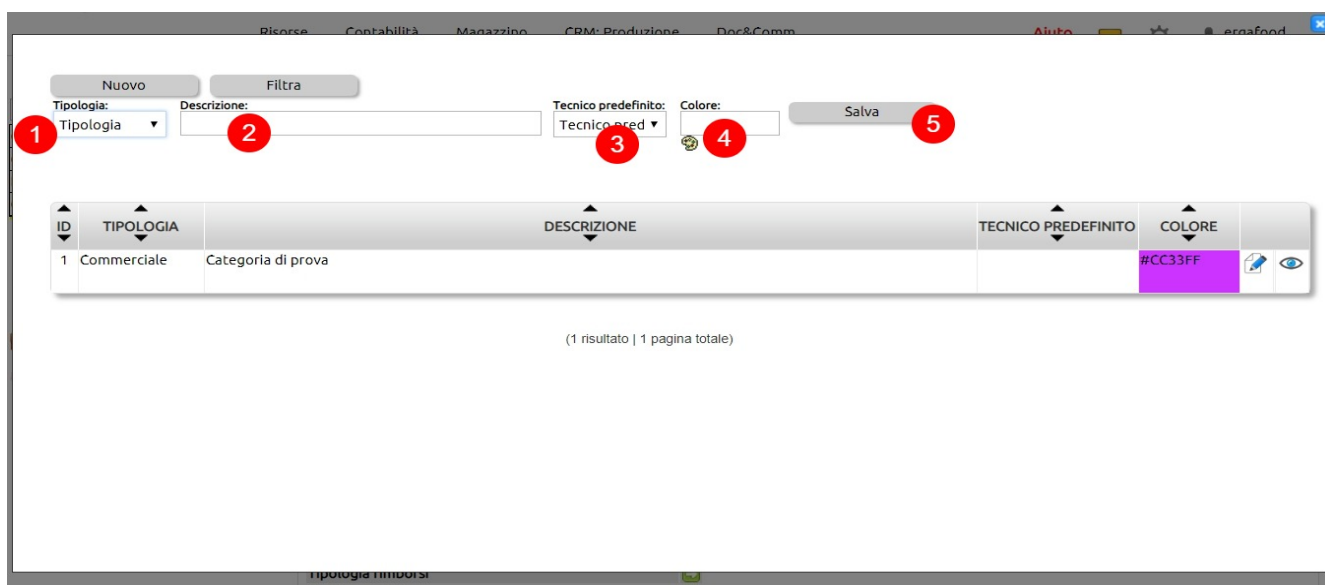 Risorse Contabilità Magazzino CRM: Produzione Doc&Comm Aiuto ergafood
Nuovo Filtra
Tipologia: Descrizione: Tecnico predefinito: Colore:
Tipologia Tecnico pred Salva
1 2 3 4 5
ID TIPOLOGIA DESCRIZIONE TECNICO PREDEFINITO COLORE
1 Commerciale Categoria di prova #CC33FF
(1 risultato | 1 pagina totale)
Tipologia rimborsi